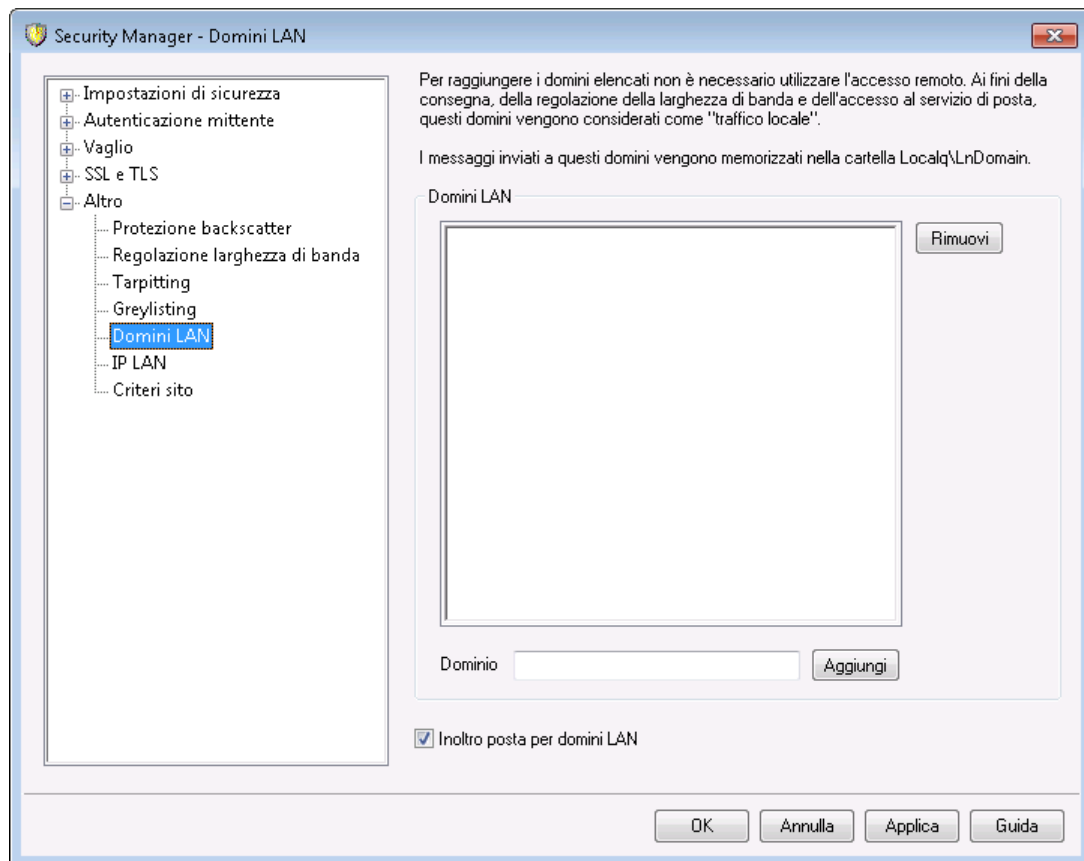 Security Manager - Domini LAN
Impostazioni di sicurezza
Autenticazione mittente
Vaglio
SSL e TLS
Altro
Protezione backscatter
Regolazione larghezza di banda
Tarpitting
Greylisting
Domini LAN
IP LAN
Criteri sito
Per raggiungere i domini elencati non è necessario utilizzare l'accesso remoto. Ai fini della
consegna, della regolazione della larghezza di banda e dell'accesso al servizio di posta,
questi domini vengono considerati come "traffico locale".
I messaggi inviati a questi domini vengono memorizzati nella cartella Localq\LnDomain.
Domini LAN
Rimuovi
Dominio
Aggiungi
Inoltro posta per domini LAN
OK
Annulla
Applica
Guida